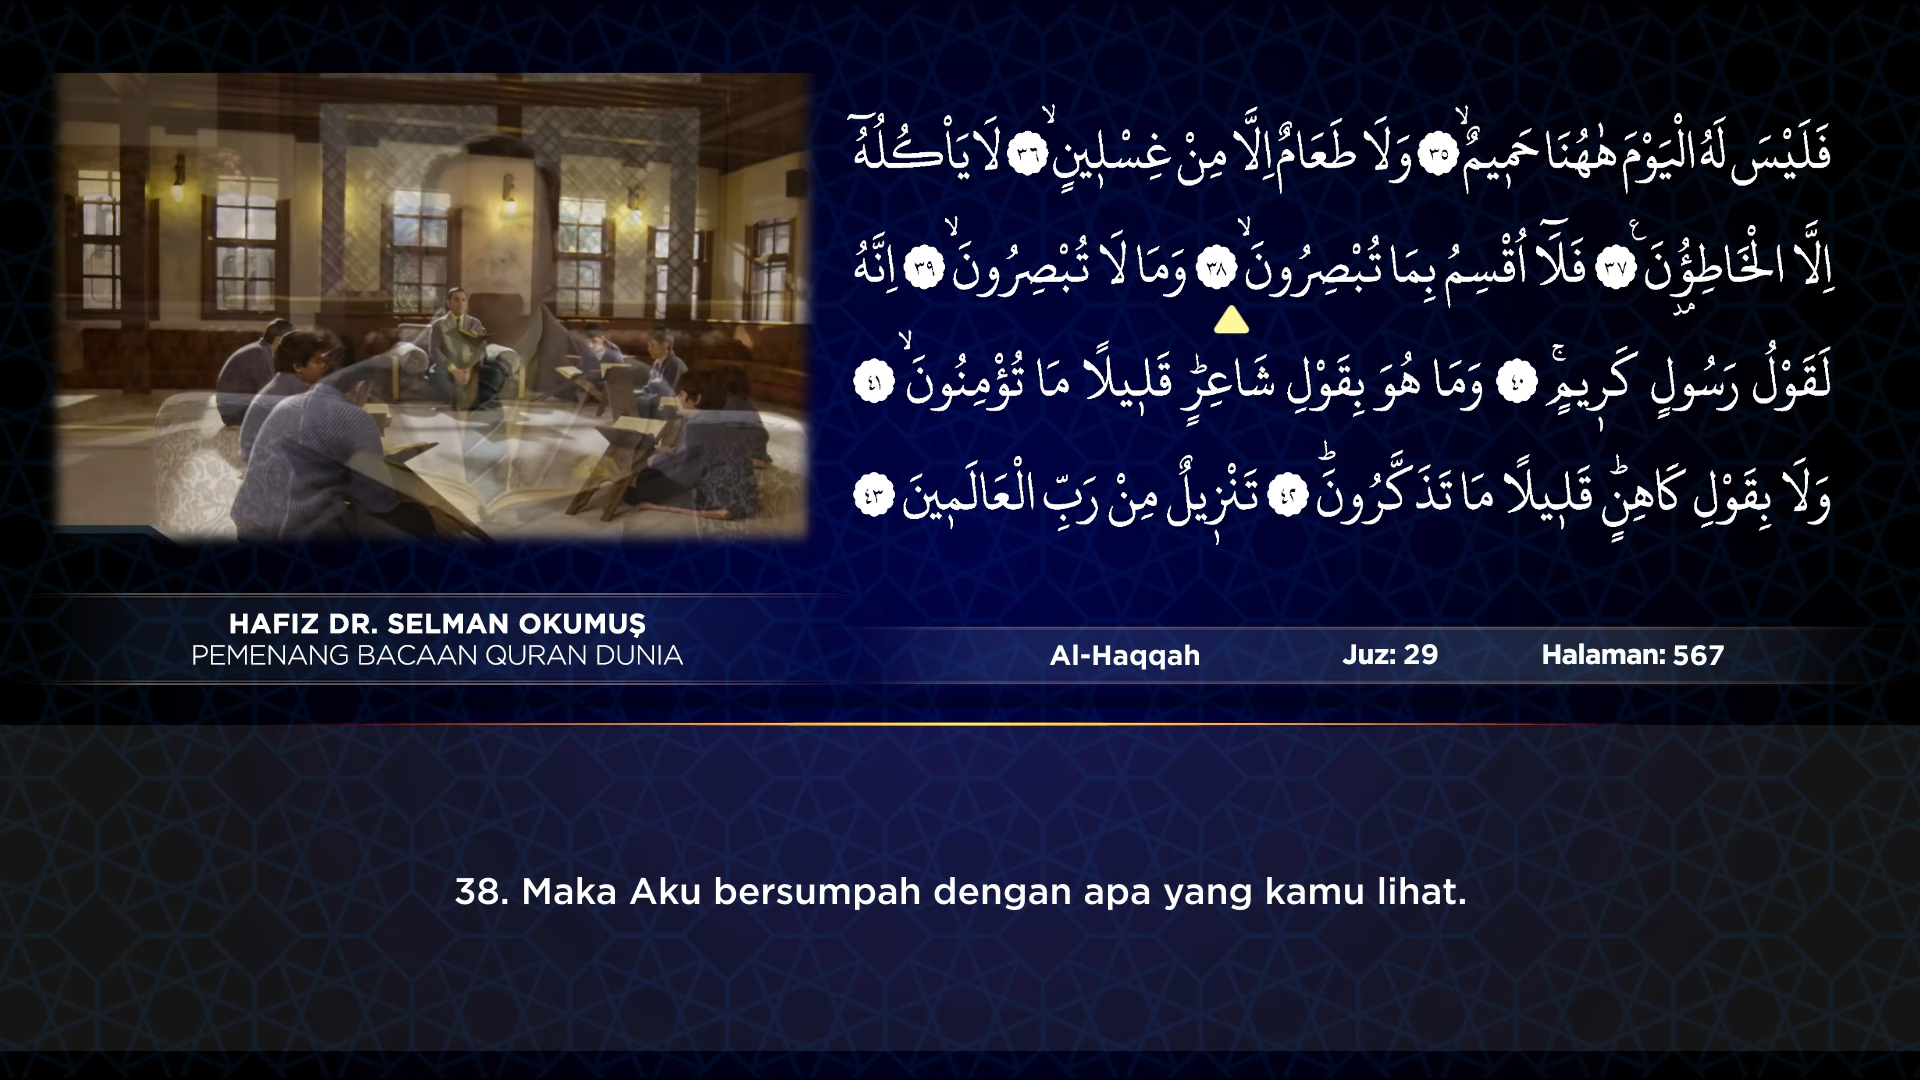 فَلَيْسَ لَهُ الْيَوْمَ هٰهُنَا حَم۪يمٌۙ ﴿٣٥﴾ وَلَا طَعَامٌ اِلَّا مِنْ غِسْل۪ينٍۙ ﴿٣٦﴾ لَا يَأْكُلُهُٓ
اِلَّا الْخَاطِؤُ۫نَ۟ ﴿٣٧﴾ فَلَٓا اُقْسِمُ بِمَا تُبْصِرُونَۙ ﴿٣٨﴾ وَمَا لَا تُبْصِرُونَۙ ﴿٣٩﴾ اِنَّهُ
لَقَوْلُ رَسُولٍ كَر۪يمٍۚ ﴿٤٠﴾ وَمَا هُوَ بِقَوْلِ شَاعِرٍۜ قَل۪يلًا مَا تُؤْمِنُونَۙ ﴿٤١﴾
وَلَا بِقَوْلِ كَاهِنٍۜ قَل۪يلًا مَا تَذَكَّرُونَۜ ﴿٤٢﴾ تَنْز۪يلٌ مِنْ رَبِّ الْعَالَم۪ينَ ﴿٤٣﴾
HAFIZ DR. SELMAN OKUMUŞ
PEMENANG BACAAN QURAN DUNIA
Al-Haqqah Juz: 29 Halaman: 567
38. Maka Aku bersumpah dengan apa yang kamu lihat.